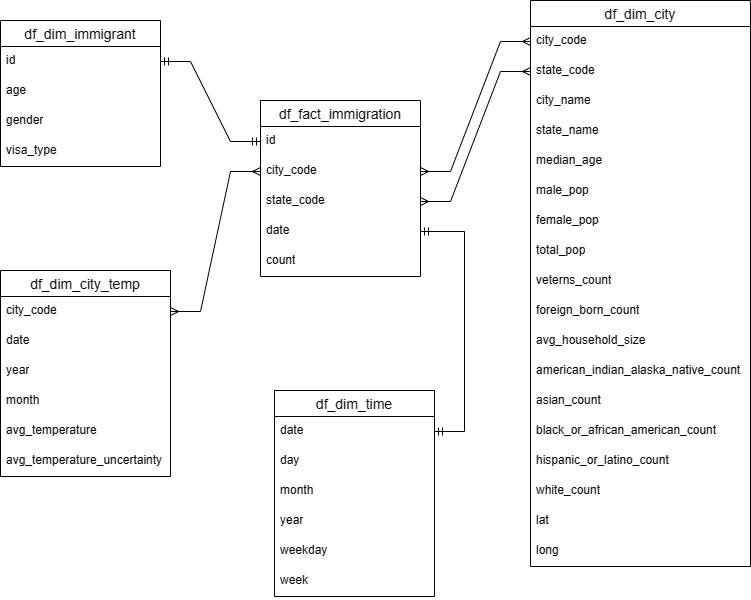 df_dim_immigrant
id
age
gender
visa_type
df_fact_immigration
id
city_code
state_code
date
count
df_dim_city
city_code
state_code
city_name
state_name
median_age
male_pop
female_pop
total_pop
veterns_count
foreign_born_count
avg_household_size
american_indian_alaska_native_count
asian_count
black_or_african_american_count
hispanic_or_latino_count
white_count
lat
long
df_dim_city_temp
city_code
date
year
month
avg_temperature
avg_temperature_uncertainty
df_dim_time
date
day
month
year
weekday
week